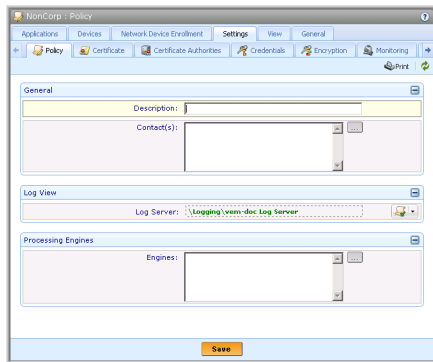 NonCorp : Policy
Applications Devices Network Device Enrollment Settings View General
Policy Certificate Certificate Authorities Credentials Encryption Monitoring
Print
General
Description:
Contact(s):
...
Log View
Log Server: \Logging\vem-doc Log Server
Processing Engines
Engines:
...
Save